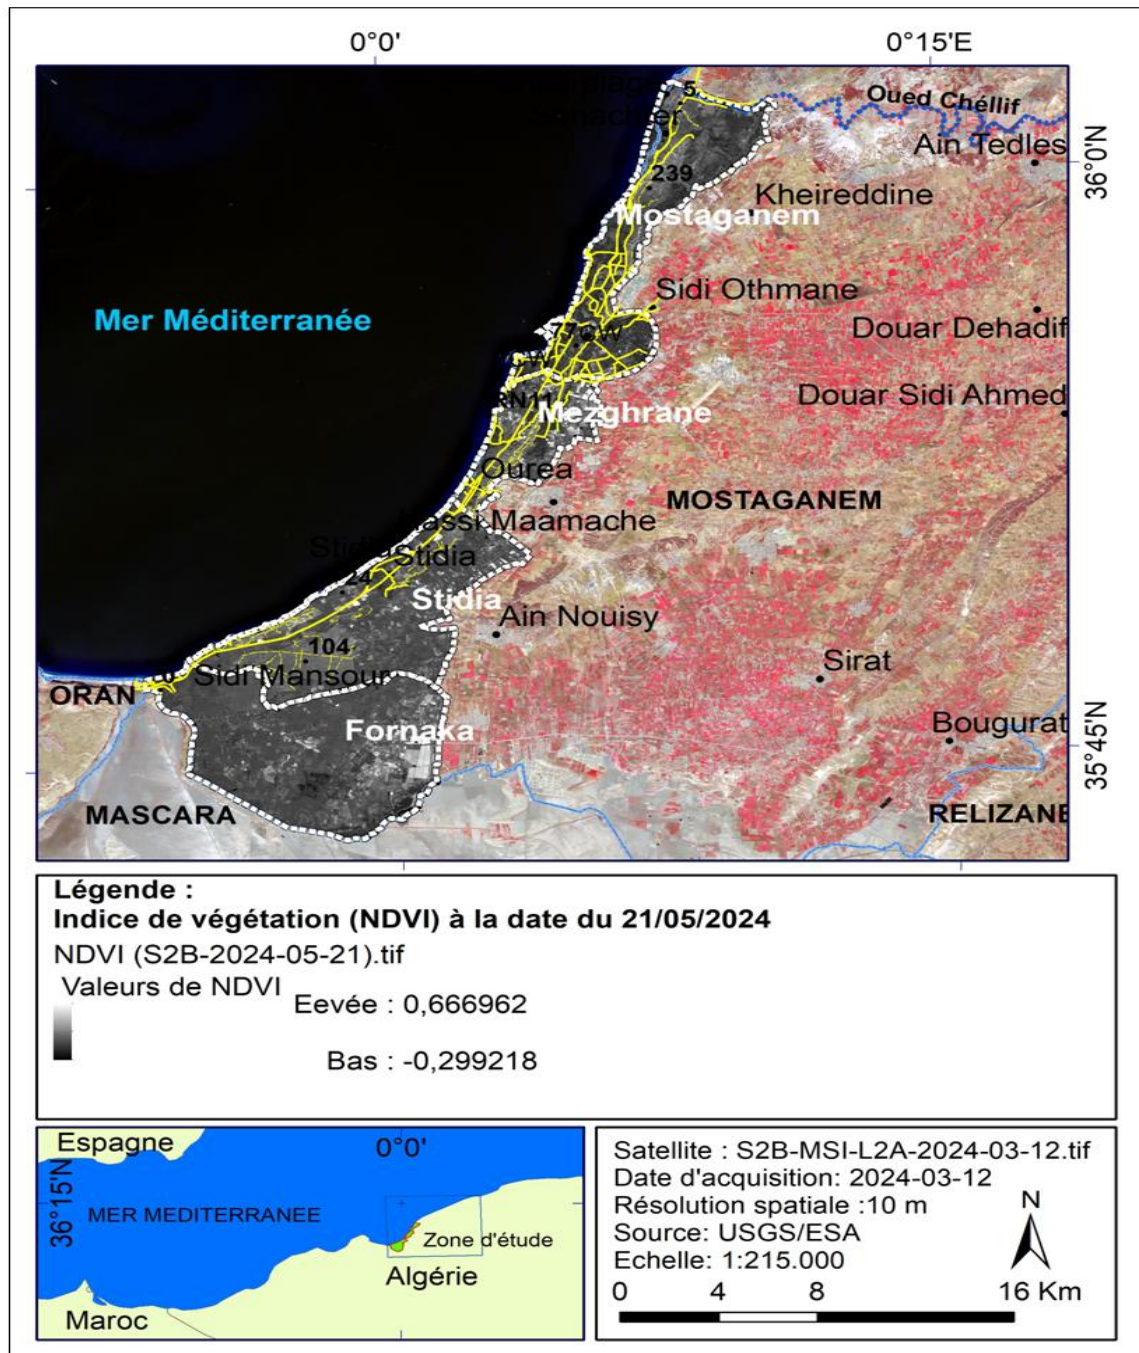 0°0'
0°15'E
5
Oued Chéllif
Ain Tedles
36°0'N
239
Kheireddine
Mostaganem
Sidi Othmane
Mer Méditerranée
Douar Dehadif
Douar Sidi Ahmed
RN11
Mezghrane
Ourea
MOSTAGANEM
Hassi Maamache
Stidia
Stidia
24
Stidia
Ain Nouisy
104
Sirat
Sidi Mansour
ORAN
Fornaka
Bougurat
35°45'N
MASCARA
RELIZANE
Légende :
Indice de végétation (NDVI) à la date du 21/05/2024
NDVI (S2B-2024-05-21).tif
Valeurs de NDVI
Eevée : 0,666962
Bas : -0,299218
Espagne
0°0'
36°15'N
MER MEDITERRANEE
Zone d'étude
Algérie
Maroc
Satellite : S2B-MSI-L2A-2024-03-12.tif
Date d'acquisition: 2024-03-12
Résolution spatiale :10 m
Source: USGS/ESA
Echelle: 1:215.000
N
0 4 8 16 Km